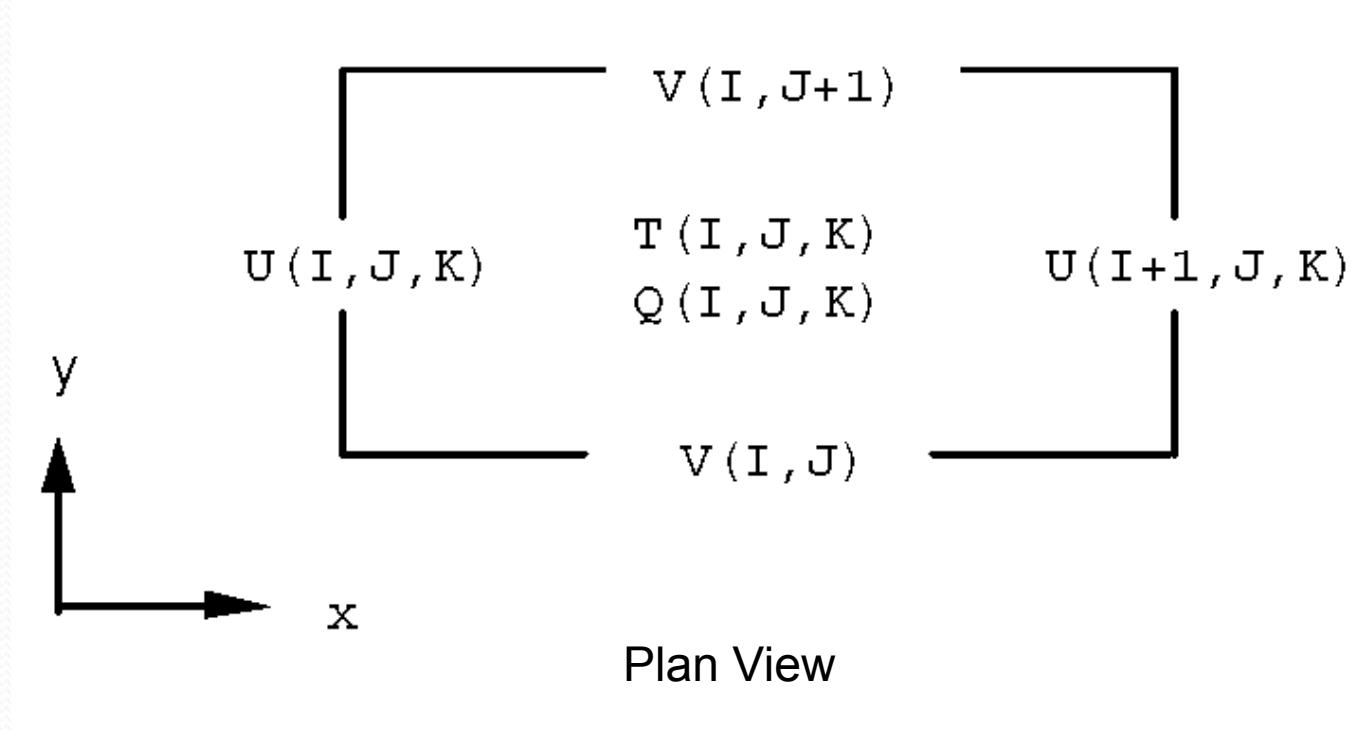 V(I,J+1)
T(I,J,K)
U(I,J,K)
U(I+1,J,K)
Q(I,J,K)
y
V(I,J)
x
Plan View